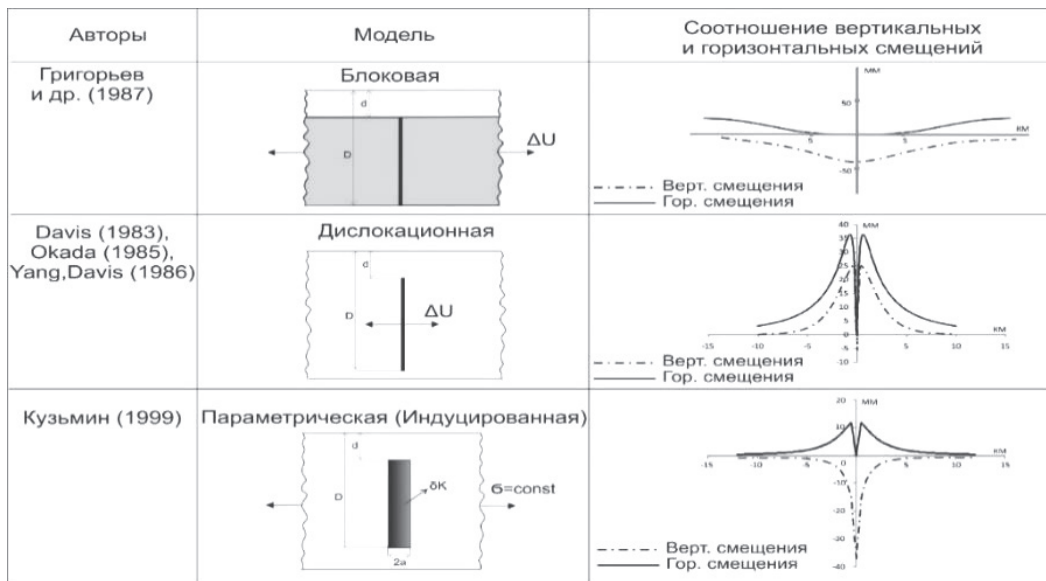 Авторы
Модель
Соотношение вертикальных
и горизонтальных смещений
Григорьев
и др. (1987)
Блоковая
d
D
ΔU
мм
50
км
5
5
-50
Верт. смещения
Гор. смещения
Davis (1983),
Okada (1985),
Yang,Davis (1986)
Дислокационная
d
D
ΔU
40
мм
35
30
25
20
15
10
5
0
км
-15
-10
-5
5
10
15
-5
-10
Верт. смещения
Гор. смещения
Кузьмин (1999)
Параметрическая (Индуцированная)
d
D
δK
2a
Ϭ=const
20
мм
10
км
-15
-10
-5
0
5
10
15
-10
-20
-30
-40
Верт. смещения
Гор. смещения